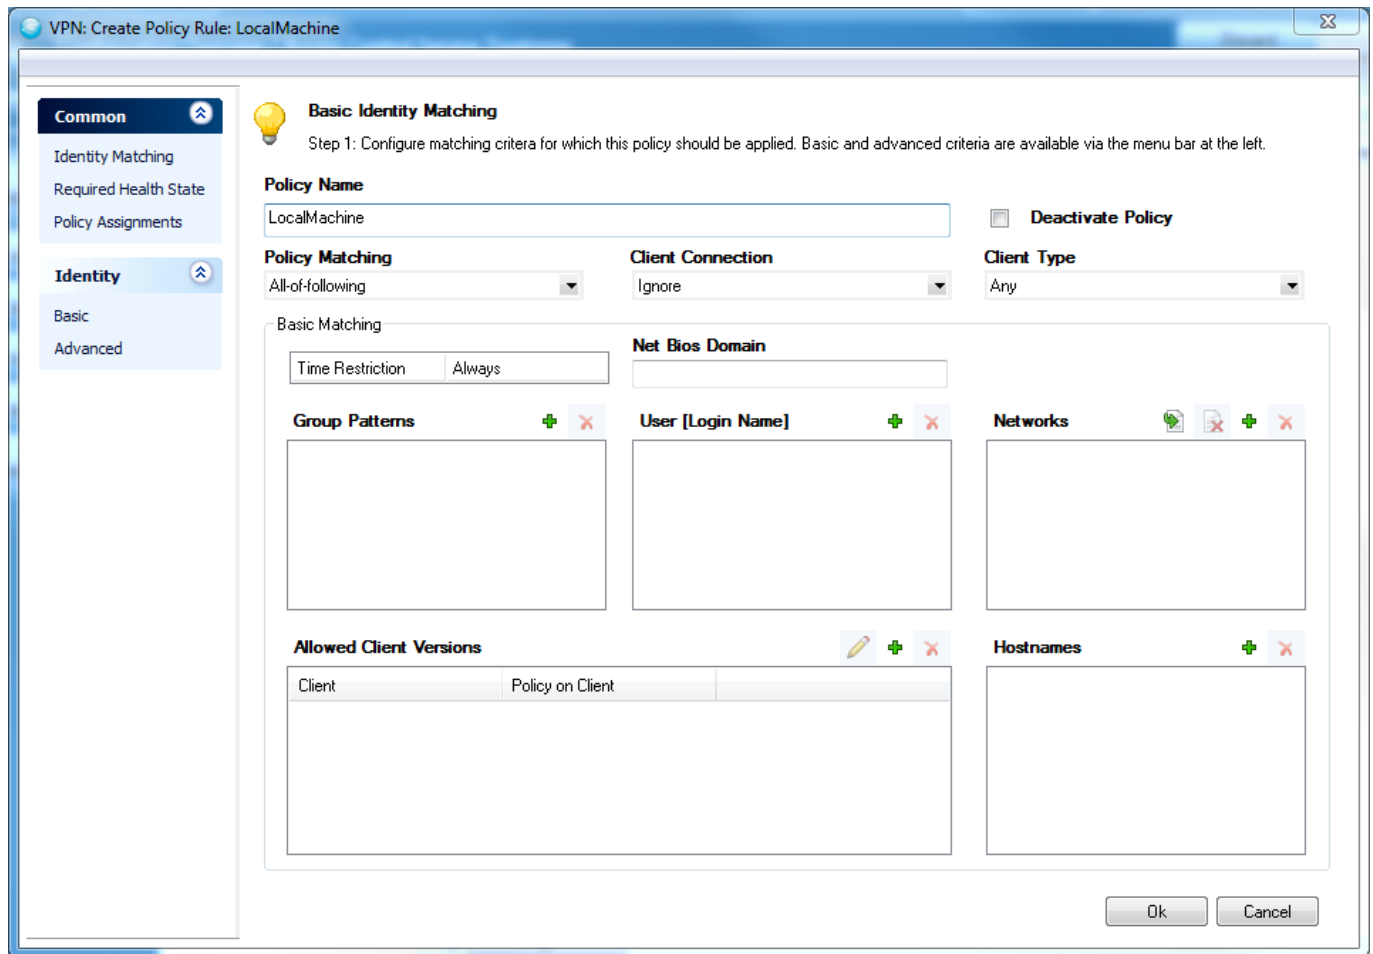 VPN: Create Policy Rule: LocalMachine
Common
Identity Matching
Required Health State
Policy Assignments
Identity
Basic
Advanced
Basic Identity Matching
Step 1: Configure matching critera for which this policy should be applied. Basic and advanced criteria are available via the menu bar at the left.
Policy Name
LocalMachine
Deactivate Policy
Policy Matching
Client Connection
Client Type
All-of-following
Ignore
Any
Basic Matching
Time Restriction
Always
Net Bios Domain
Group Patterns
User [Login Name]
Networks
Allowed Client Versions
Client
Policy on Client
Hostnames
Ok
Cancel